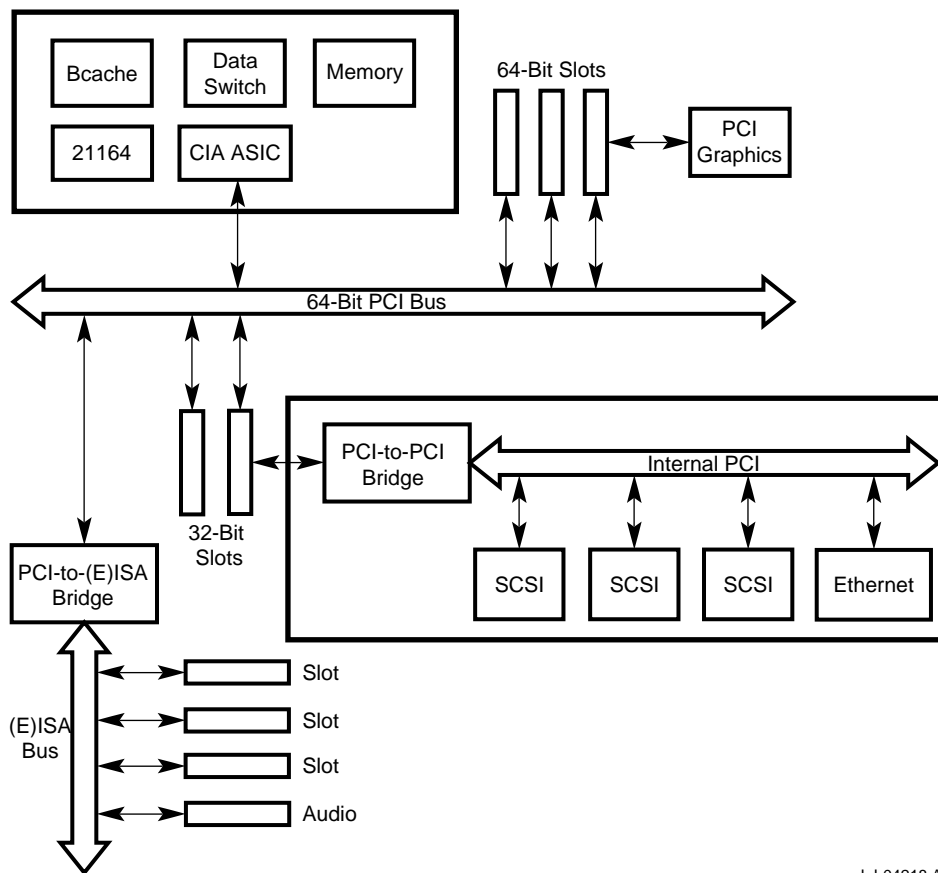 Bcache
Data
Switch
Memory
21164
CIA ASIC
64-Bit Slots
PCI
Graphics
64-Bit PCI Bus
32-Bit
Slots
PCI-to-PCI
Bridge
Internal PCI
SCSI
SCSI
SCSI
Ethernet
PCI-to-(E)ISA
Bridge
(E)ISA
Bus
Slot
Slot
Slot
Audio